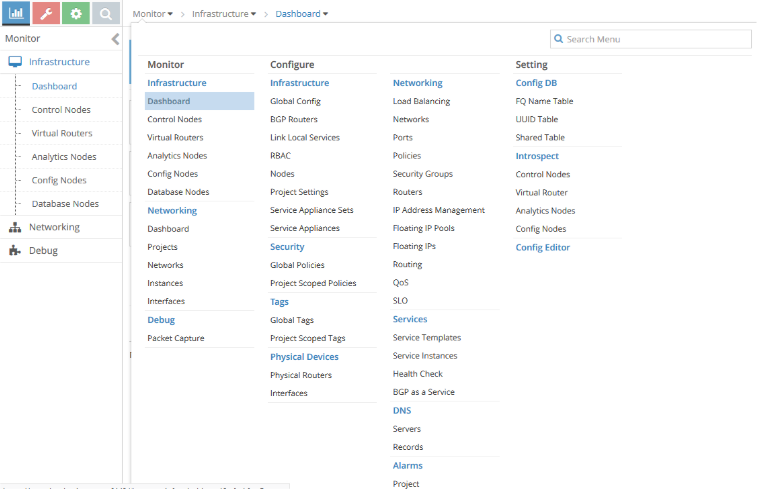 Monitor > Infrastructure > Dashboard
Search Menu
Monitor
Infrastructure
Dashboard
Control Nodes
Virtual Routers
Analytics Nodes
Config Nodes
Database Nodes
Networking
Debug
Monitor
Infrastructure
Dashboard
Control Nodes
Virtual Routers
Analytics Nodes
Config Nodes
Database Nodes
Networking
Dashboard
Projects
Networks
Instances
Interfaces
Debug
Packet Capture
Configure
Infrastructure
Global Config
BGP Routers
Link Local Services
RBAC
Nodes
Project Settings
Service Appliance Sets
Service Appliances
Security
Global Policies
Project Scoped Policies
Tags
Global Tags
Project Scoped Tags
Physical Devices
Physical Routers
Interfaces
Networking
Load Balancing
Networks
Ports
Policies
Security Groups
Routers
IP Address Management
Floating IP Pools
Floating IPs
Routing
QoS
SLO
Services
Service Templates
Service Instances
Health Check
BGP as a Service
DNS
Servers
Records
Alarms
Project
Setting
Config DB
FQ Name Table
UUID Table
Shared Table
Introspect
Control Nodes
Virtual Router
Analytics Nodes
Config Nodes
Config Editor